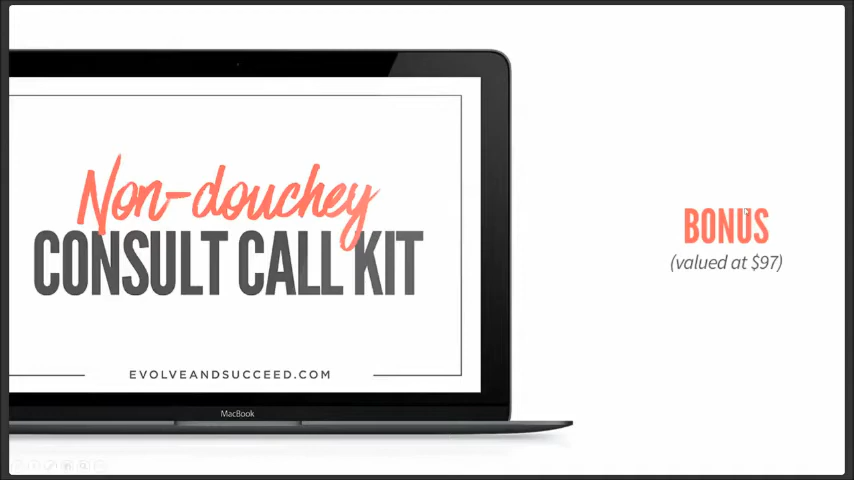 Non-douchey
CONSULT CALL KIT
EVOLVEANDSUCCEED.COM
MacBook
BONUS
(valued at $97)